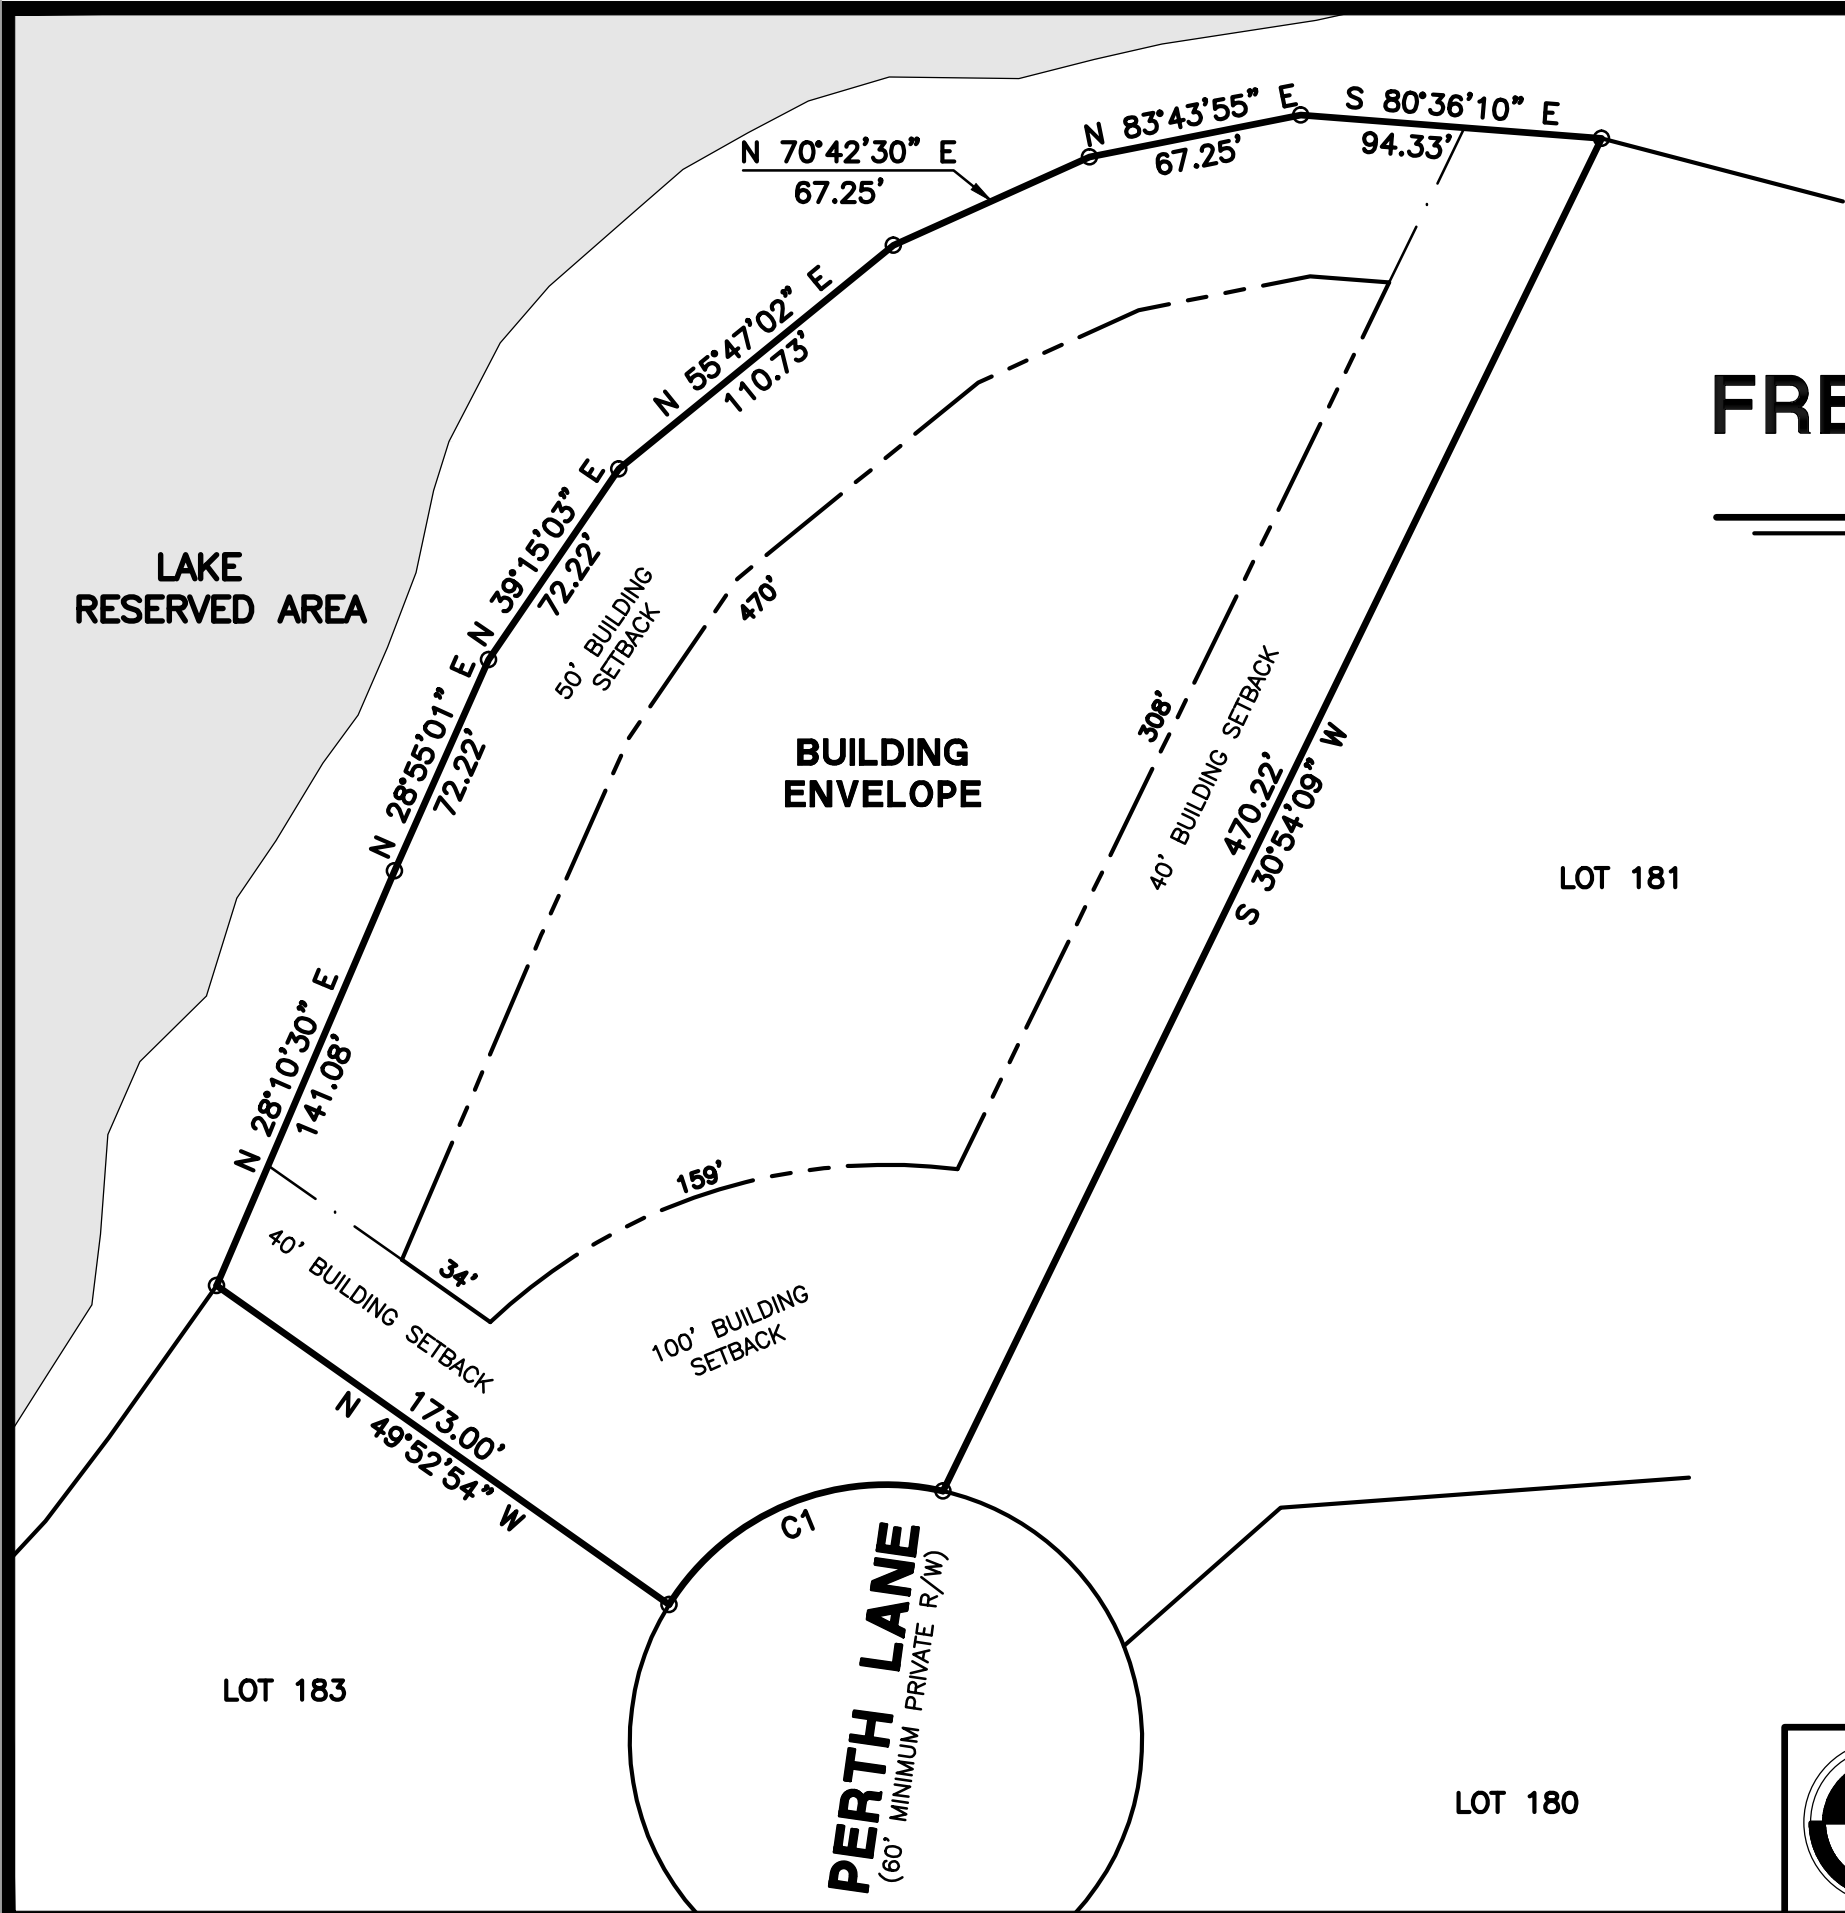 S 80°36'10" E
94.33'
N 83°43'55" E
67.25'
N 70°42'30" E
67.25'
N 55°47'02" E
110.73'
FRE
N 39°15'03" E
72.22'
LAKE
RESERVED AREA
50' BUILDING
SETBACK
470'
N 28°55'01" E
72.22'
BUILDING
ENVELOPE
308'
40' BUILDING SETBACK
470.22'
S 30°54'09" W
LOT 181
N 28°10'30" E
141.08'
159'
34'
40' BUILDING SETBACK
100' BUILDING
SETBACK
173.00'
N 49°52'54" W
C1
PERTH LANE
(60' MINIMUM PRIVATE R/W)
LOT 183
LOT 180